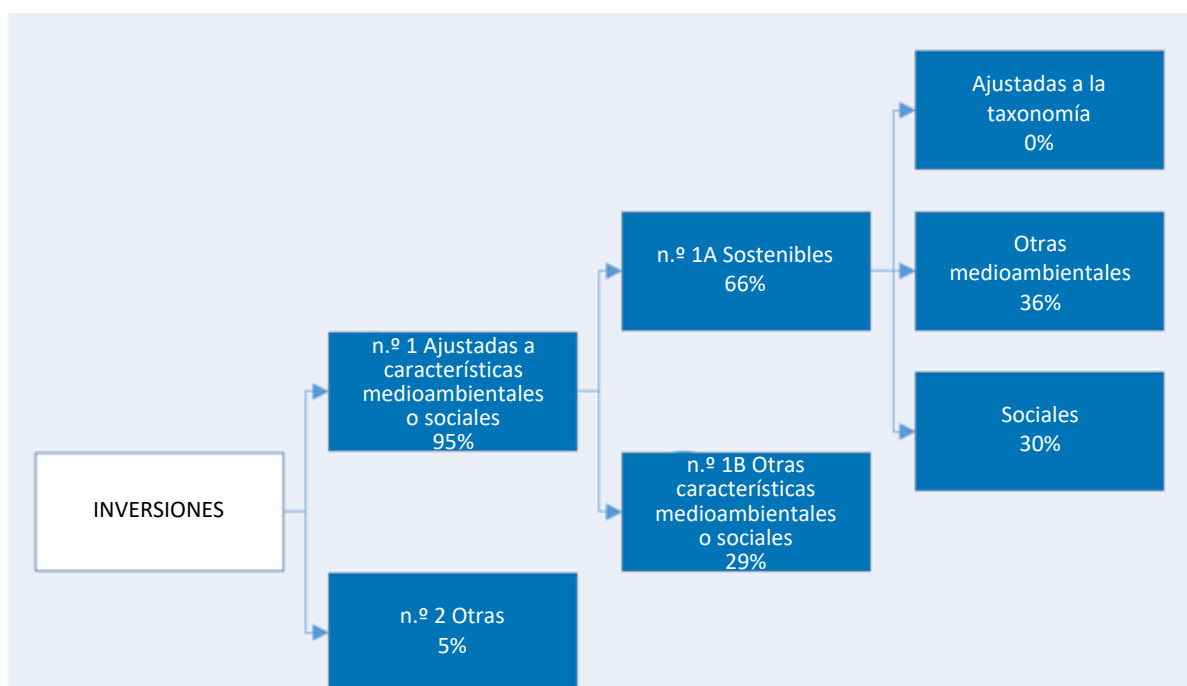 Ajustadas a la
taxonomía
0%
n.º 1A Sostenibles
66%
Otras
medioambientales
36%
n.º 1 Ajustadas a
características
medioambientales
o sociales
95%
Sociales
30%
n.º 1B Otras
características
medioambientales
o sociales
29%
INVERSIONES
n.º 2 Otras
5%